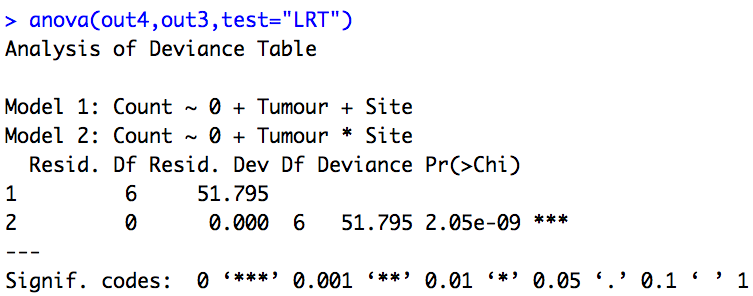 > anova(out4,out3,test="LRT")
Analysis of Deviance Table

Model 1: Count ~ 0 + Tumour + Site
Model 2: Count ~ 0 + Tumour * Site
  Resid. Df Resid. Dev Df Deviance Pr(>Chi)
1         6     51.795
2         0      0.000  6   51.795 2.05e-09 ***
---
Signif. codes:  0 ‘***’ 0.001 ‘**’ 0.01 ‘*’ 0.05 ‘.’ 0.1 ‘ ’ 1